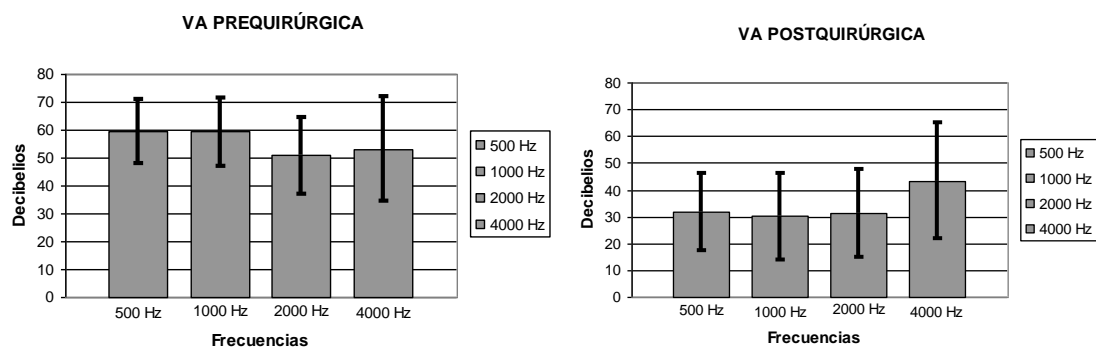 VA PREQUIRÚRGICA
Decibelios
80
70
60
50
40
30
20
10
0
500 Hz
1000 Hz
2000 Hz
4000 Hz
Frecuencias
500 Hz
1000 Hz
2000 Hz
4000 Hz
VA POSTQUIRÚRGICA
Decibelios
80
70
60
50
40
30
20
10
0
500 Hz
1000 Hz
2000 Hz
4000 Hz
Frecuencias
500 Hz
1000 Hz
2000 Hz
4000 Hz